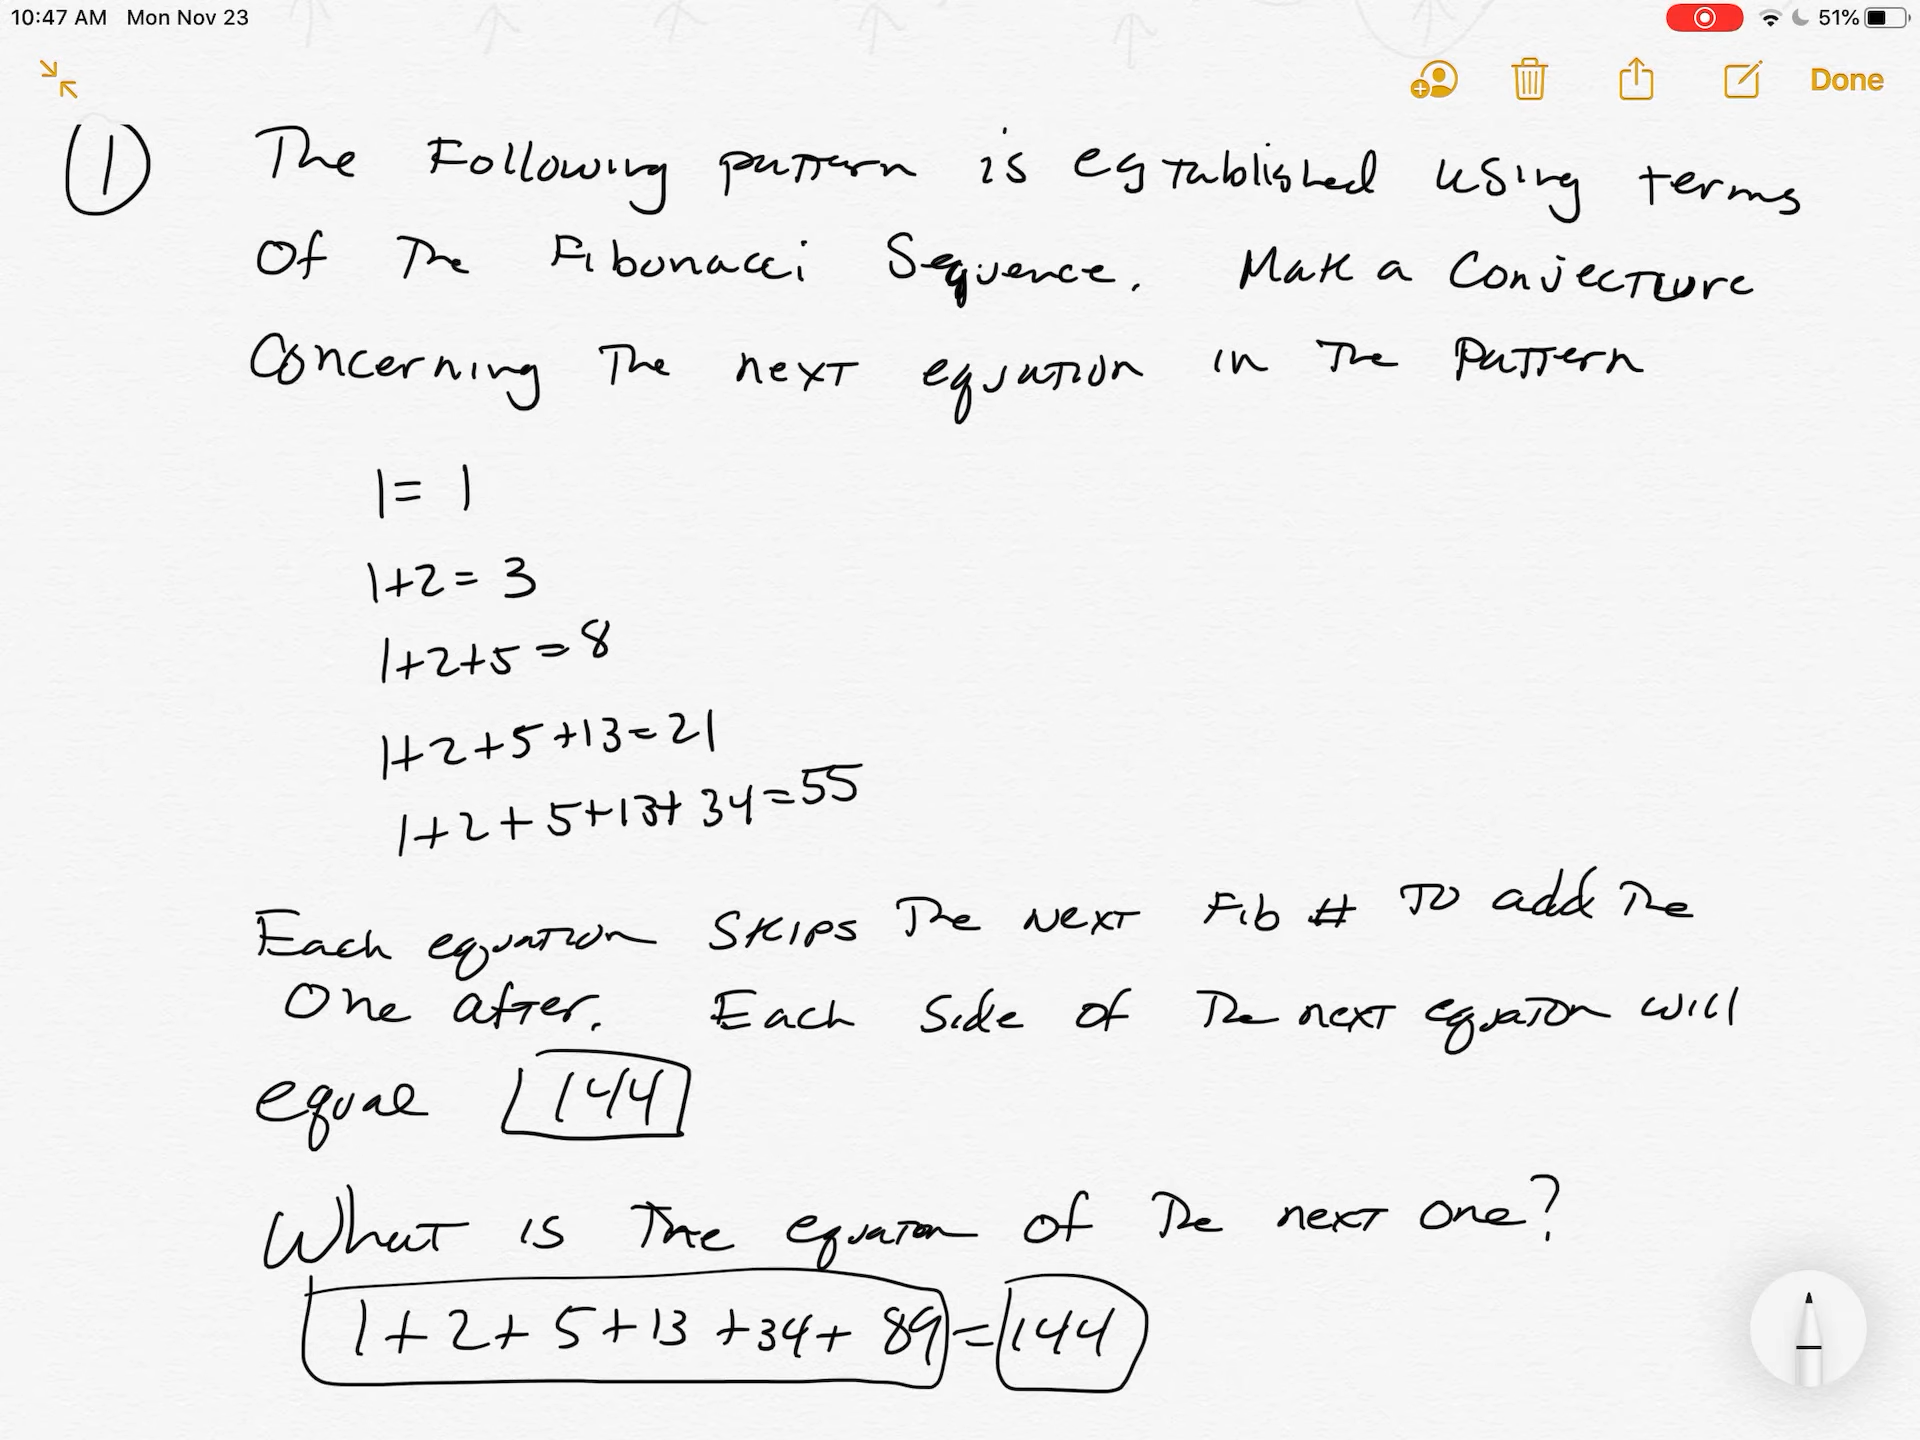 10:47 AM Mon Nov 23 51%
Done
① The Following pattern is established using terms
Of The Fibonacci Sequence. Make a Conjecture
Concerning The next equation in The Pattern
1 = 1
1+2 = 3
1+2+5 = 8
1+2+5+13=21
1+2+5+13+34=55
Each equation SKIPS The NEXT Fib # TO add The
One after. Each Side of The next equation will
equal 144
What is The equation of The next one?
1+2+5+13+34+89=144